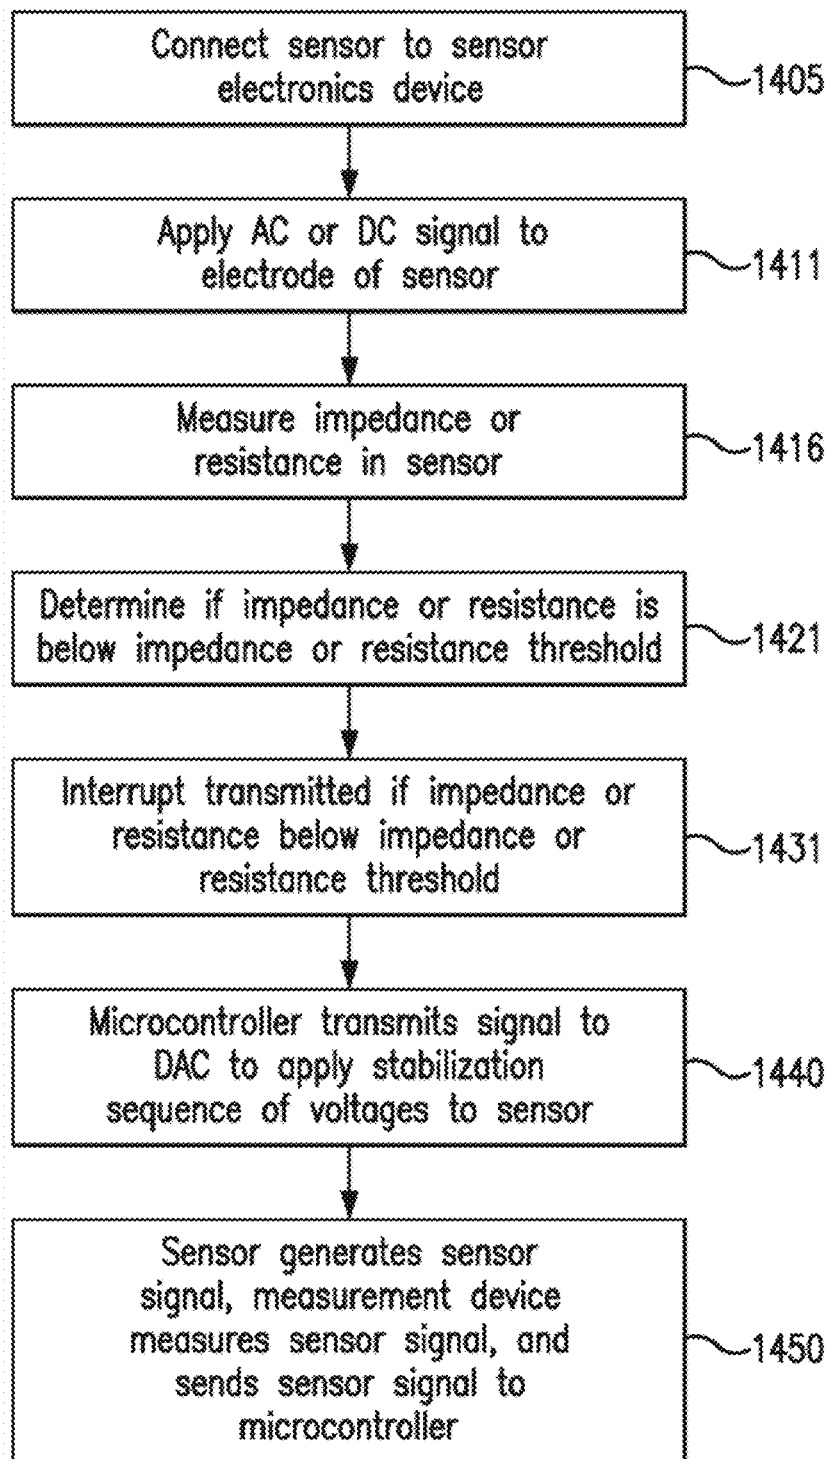 Connect sensor to sensor
electronics device
1405
Apply AC or DC signal to
electrode of sensor
1411
Measure impedance or
resistance in sensor
1416
Determine if impedance or resistance is
below impedance or resistance threshold
1421
Interrupt transmitted if impedance or
resistance below impedance or
resistance threshold
1431
Microcontroller transmits signal to
DAC to apply stabilization
sequence of voltages to sensor
1440
Sensor generates sensor
signal, measurement device
measures sensor signal, and
sends sensor signal to
microcontroller
1450